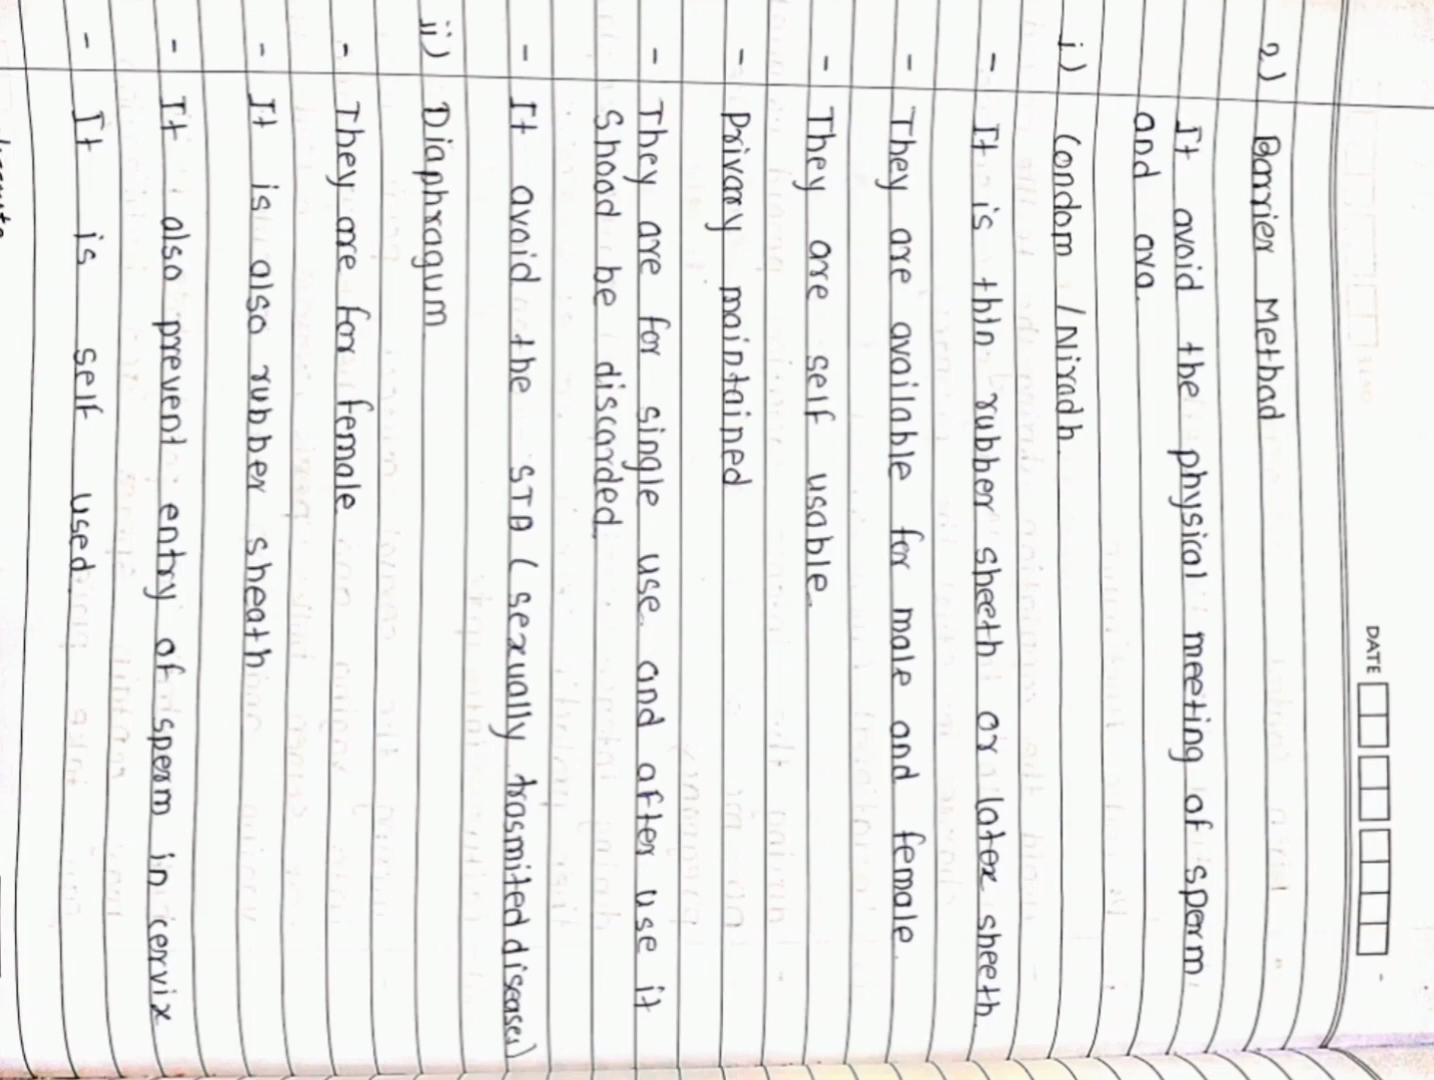 DATE
2) Barrier Method
It avoid the physical meeting of sperm
and ova.
i) Condom /Nirodh.
- It is thin rubber sheeth or latex sheeth.
- They are available for male and female.
- They are self usable.
- privary maintained
- They are for single use and after use it
Shood be discarded.
- It avoid the STD (sexually trasmited diseases)
ii) Diaphragum.
- They are for female.
- It is also rubber sheath
- It also prevent entry of sperm in cervix
- It is self used.